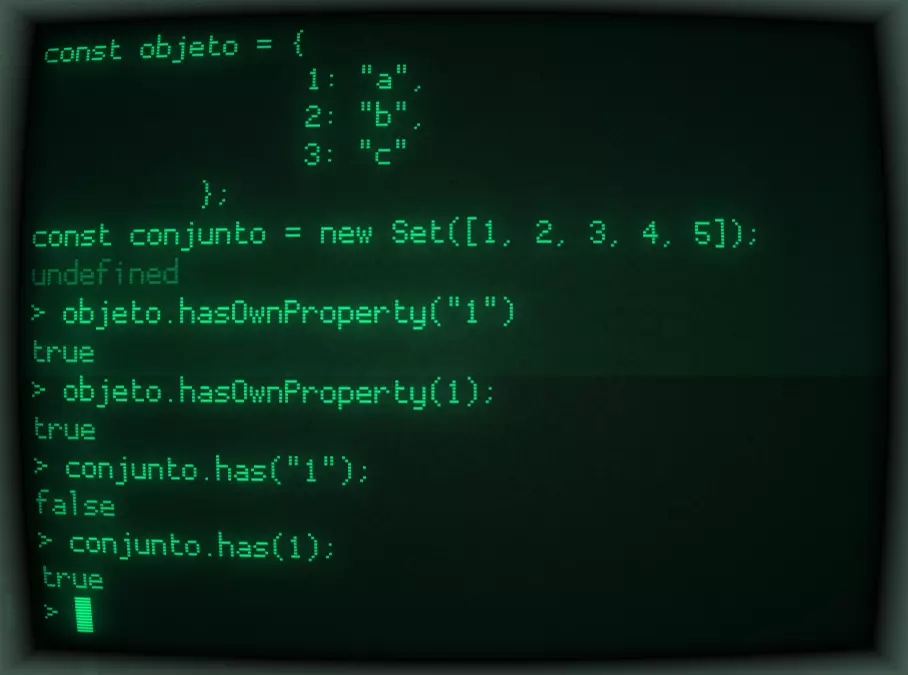 const objeto = {
1: "a",
2: "b",
3: "c"
};
const conjunto = new Set([1, 2, 3, 4, 5]);
undefined
> objeto.hasOwnProperty("1")
true
> objeto.hasOwnProperty(1);
true
> conjunto.has("1");
false
> conjunto.has(1);
true
>